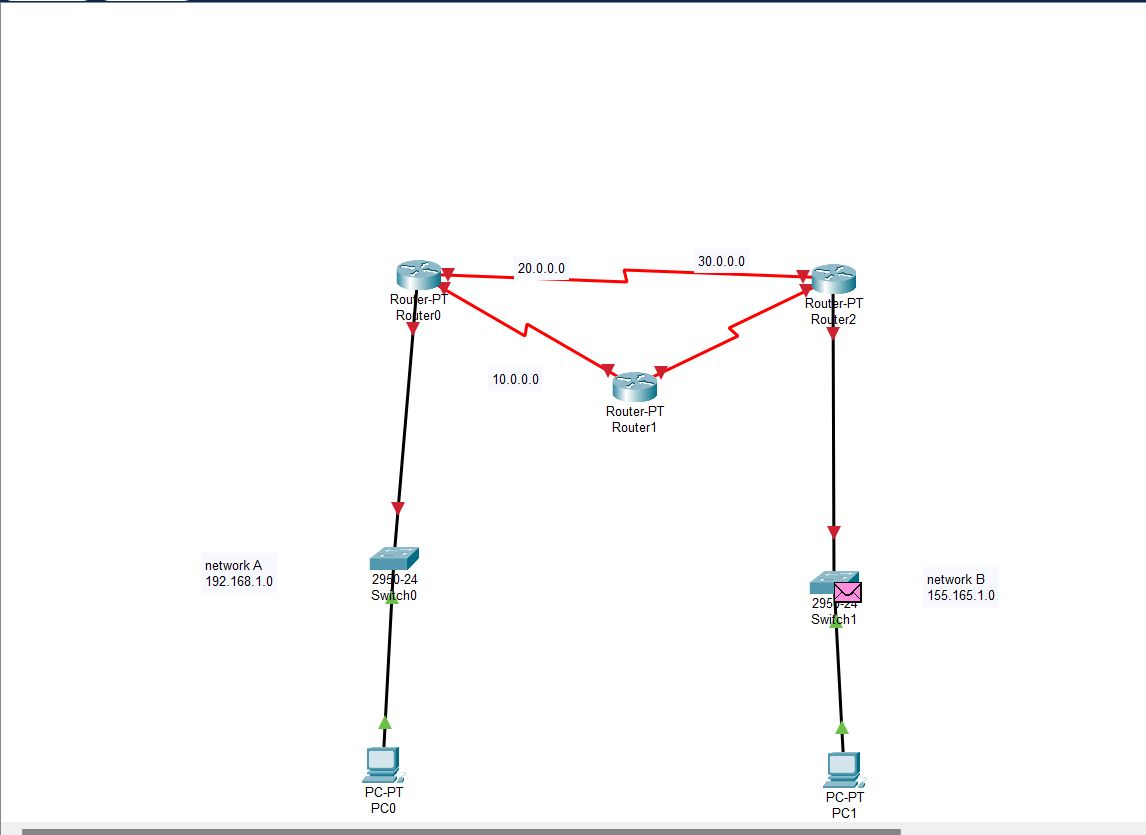 20.0.0.0
30.0.0.0
Router-PT
Router0
Router-PT
Router2
10.0.0.0
Router-PT
Router1
network A
192.168.1.0
2950-24
Switch0
2950-24
Switch1
network B
155.165.1.0
PC-PT
PC0
PC-PT
PC1